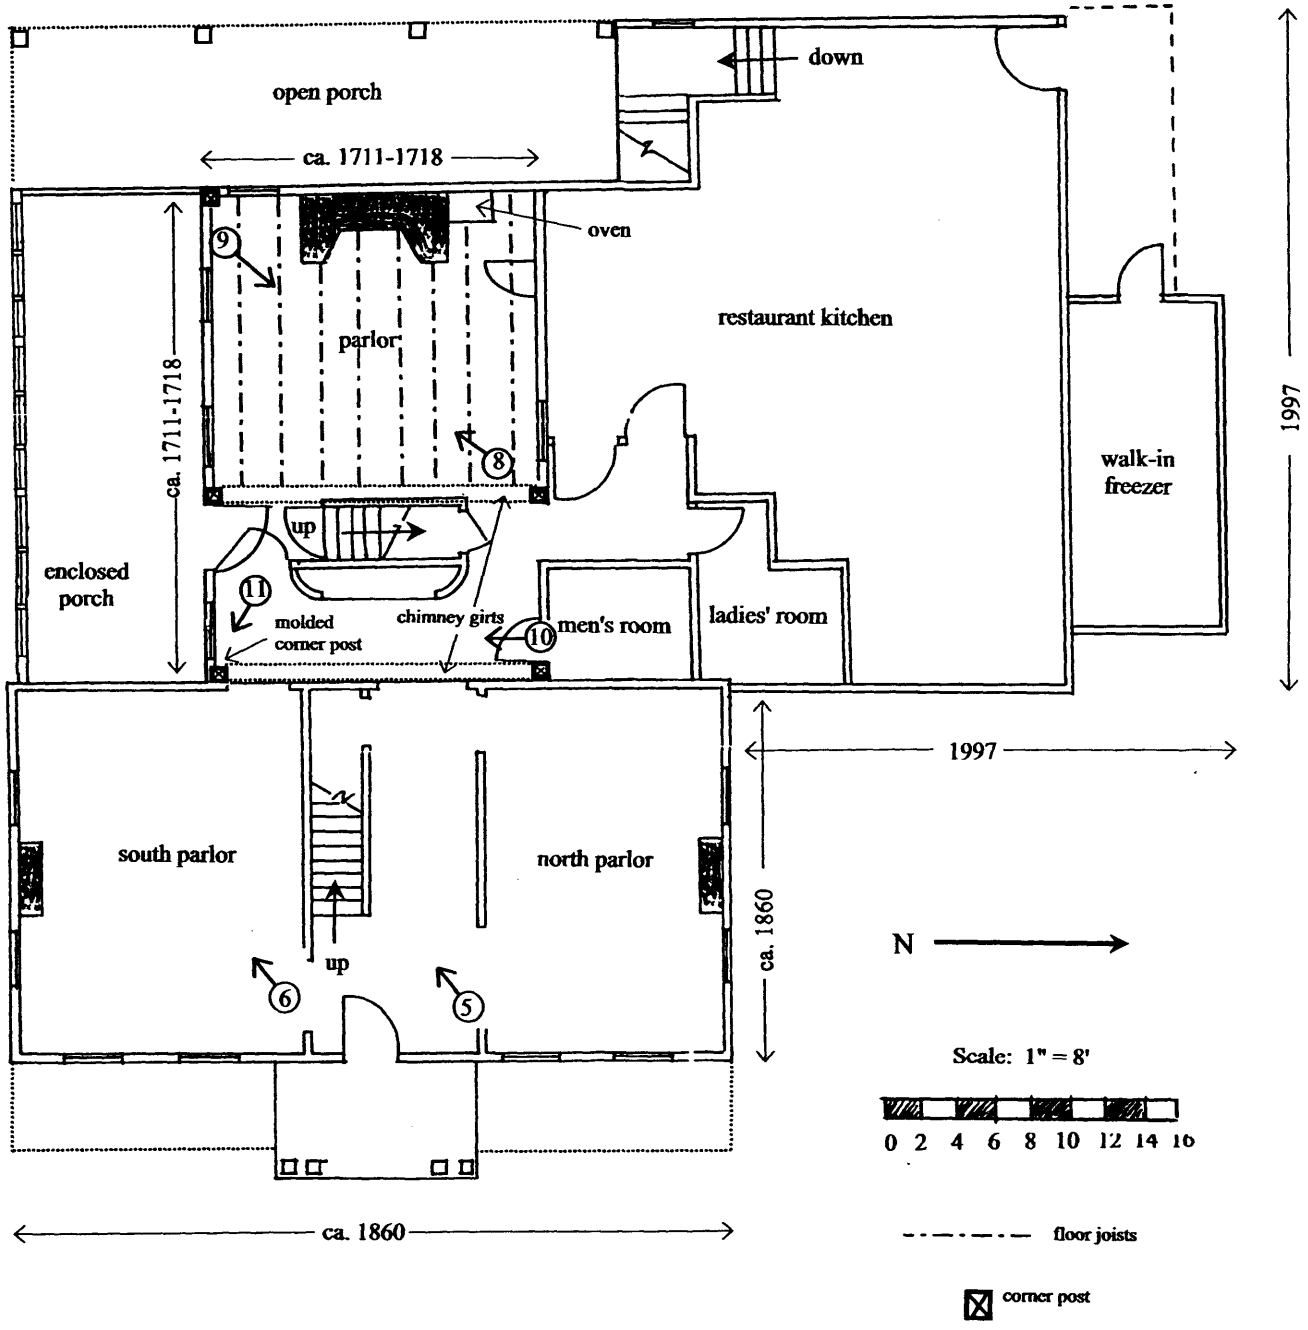 down
open porch
ca. 1711-1718
oven
9
restaurant kitchen
parlor
ca. 1711-1718
1997
8
walk-in
freezer
up
enclosed
porch
11
molded
corner post
chimney girts
10
men's room
ladies' room
1997
south parlor
north parlor
ca. 1860
N
up
6
5
Scale: 1" = 8'
0 2 4 6 8 10 12 14 16
ca. 1860
floor joists
corner post